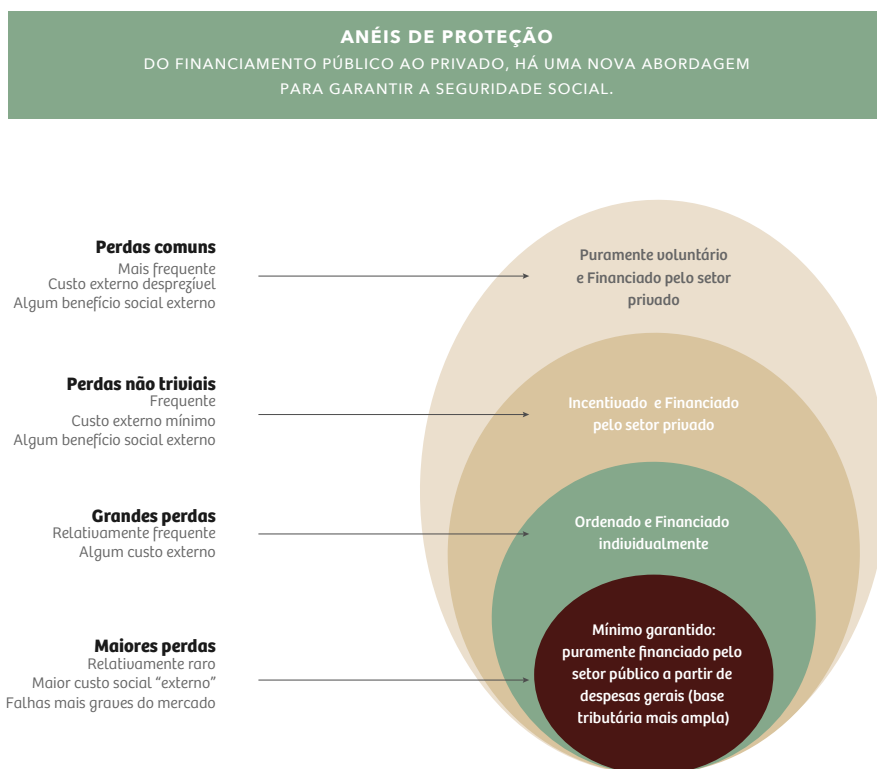 ANÉIS DE PROTEÇÃO
DO FINANCIAMENTO PÚBLICO AO PRIVADO, HÁ UMA NOVA ABORDAGEM
PARA GARANTIR A SEGURIDADE SOCIAL.
Perdas comuns
Mais frequente
Custo externo desprezível
Algum benefício social externo
Puramente voluntário
e Financiado pelo setor
privado
Perdas não triviais
Frequente
Custo externo mínimo
Algum benefício social externo
Incentivado e Financiado
pelo setor privado
Grandes perdas
Relativamente frequente
Algum custo externo
Ordenado e Financiado
individualmente
Maiores perdas
Relativamente raro
Maior custo social “externo”
Falhas mais graves do mercado
Mínimo garantido:
puramente financiado pelo
setor público a partir de
despesas gerais (base
tributária mais ampla)